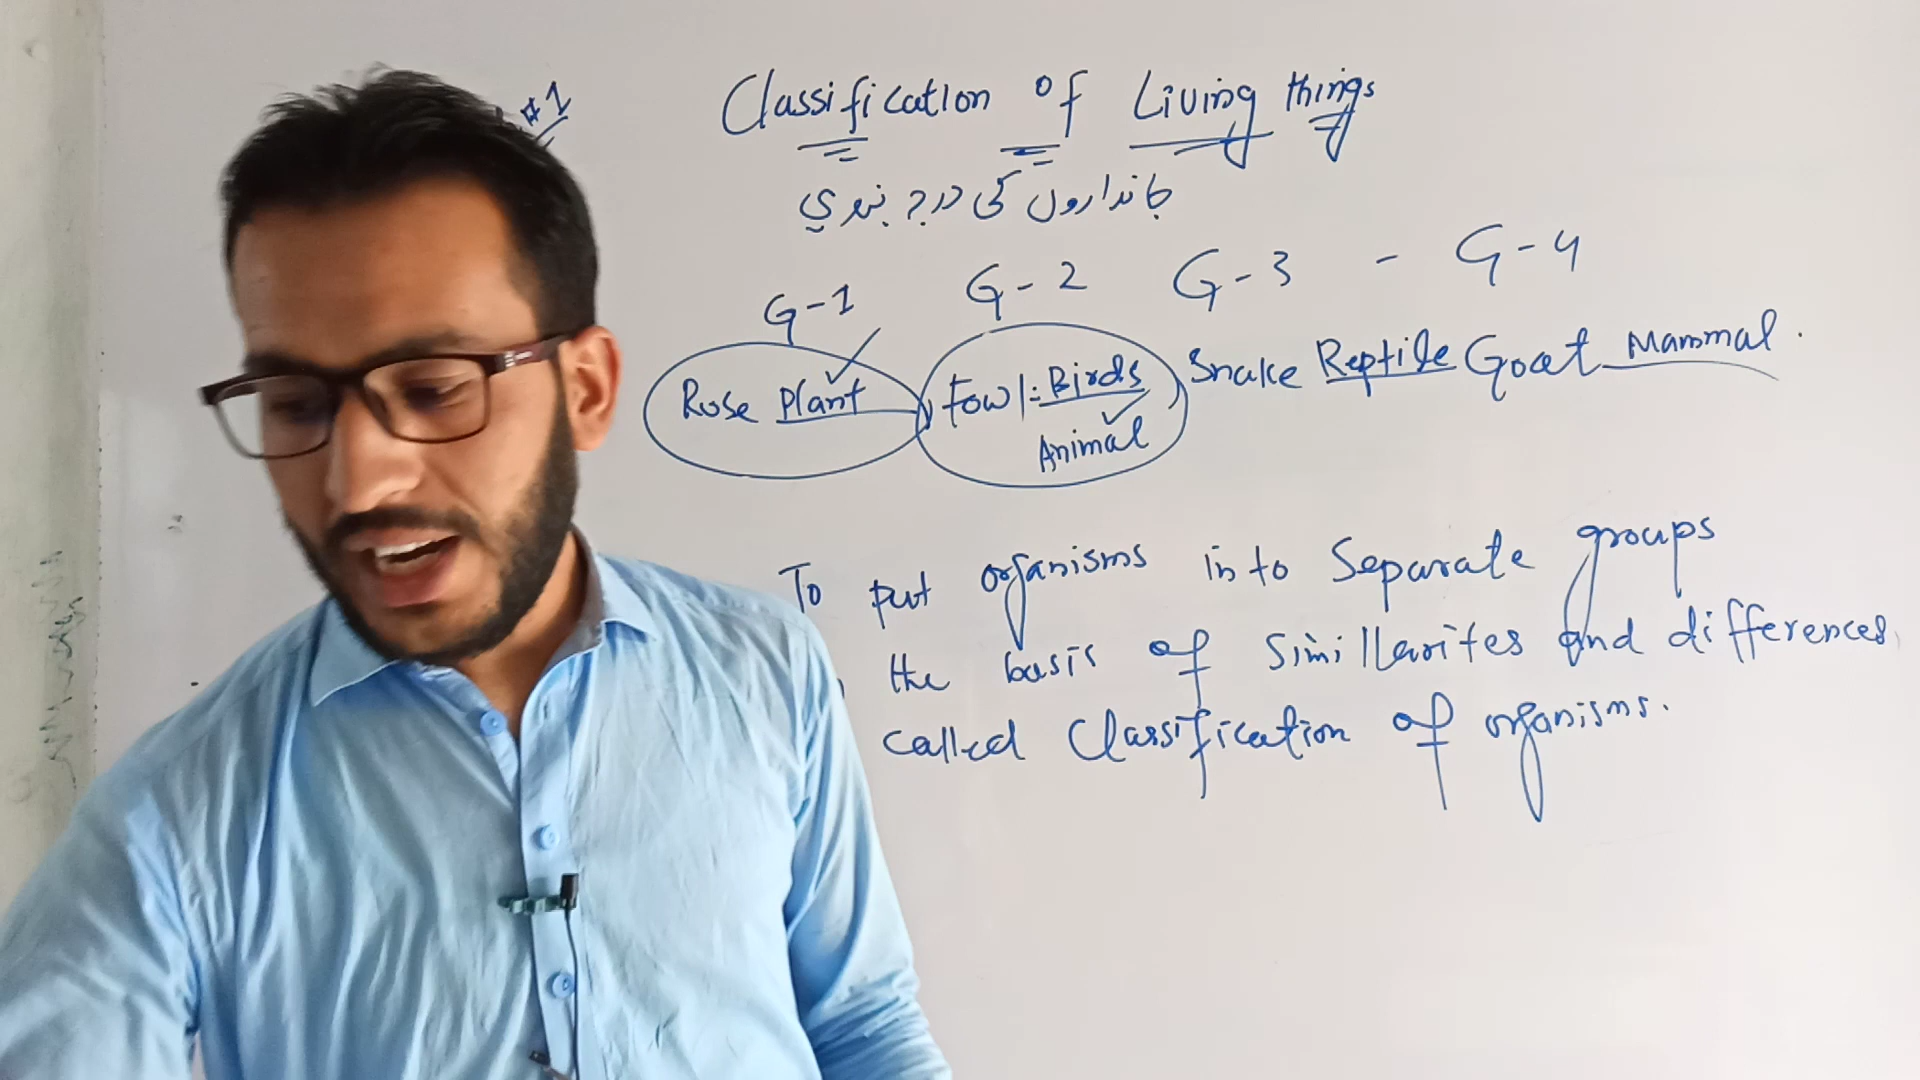 #1
Classification of Living things
جانداروں کی درجہ بندی
G-1 G-2 G-3 - G-4
Rose Plant Fowl: Birds Snake Reptile Goat Mammal.
Animal
To put organisms into Separate groups
the basis of Simillarites and differences
called Classification of organisms.